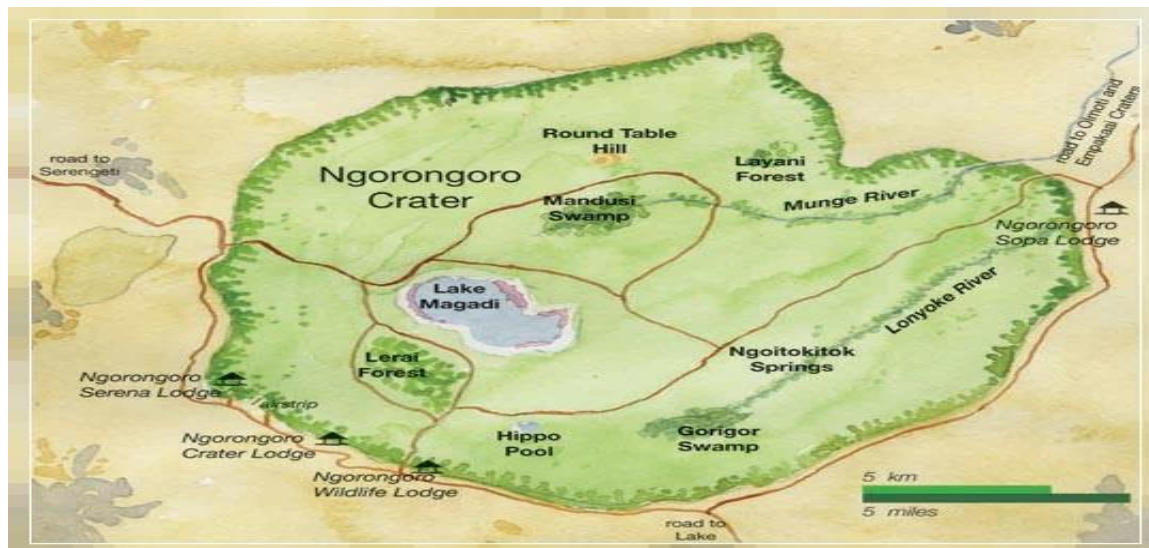 road to Olmoti and
Empakaai Craters
Round Table
Hill
road to
Serengeti
Layani
Forest
Ngorongoro
Crater
Mandusi
Swamp
Munge River
Ngorongoro
Sopa Lodge
Lake
Magadi
Lonyoke River
Lerai
Forest
Ngoitokitok
Springs
Ngorongoro
Serena Lodge
airstrip
Ngorongoro
Crater Lodge
Hippo
Pool
Gorigor
Swamp
Ngorongoro
Wildlife Lodge
5 km
5 miles
road to
Lake